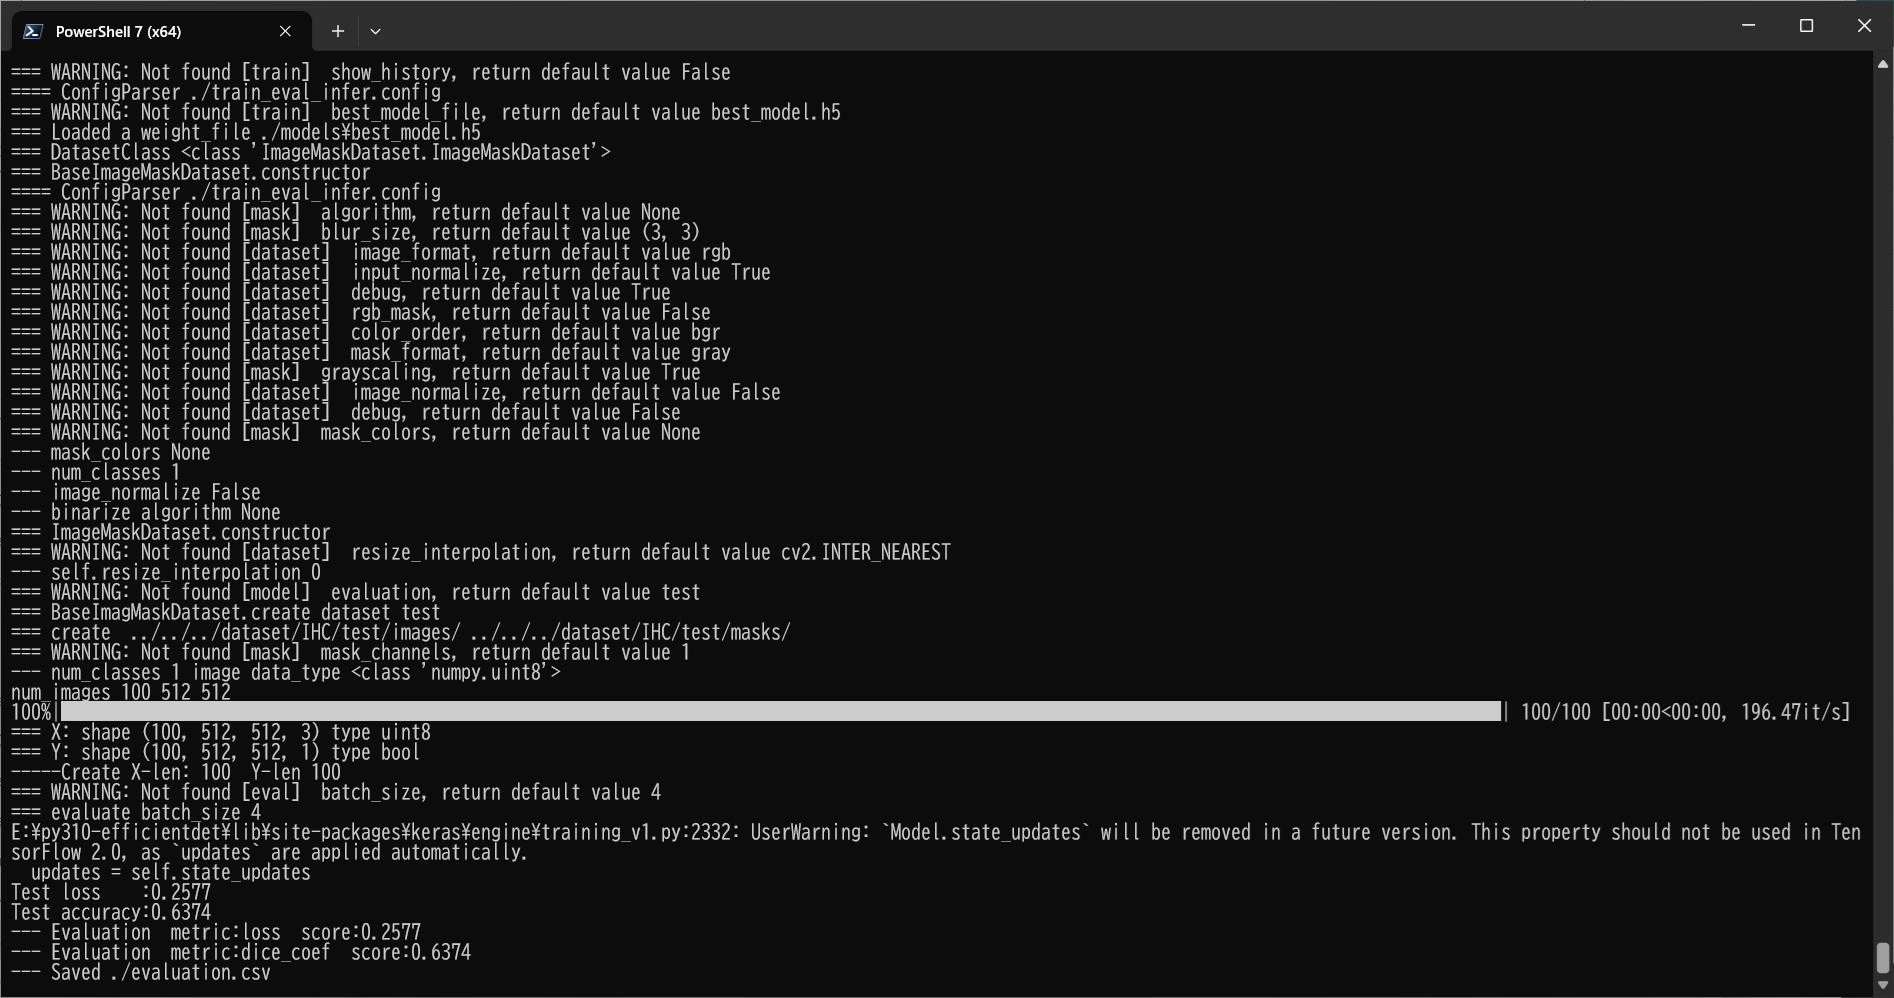 PowerShell 7 (x64)
=== WARNING: Not found [train]  show_history, return default value False
==== ConfigParser ./train_eval_infer.config
=== WARNING: Not found [train]  best_model_file, return default value best_model.h5
=== Loaded a weight_file ./models¥best_model.h5
=== DatasetClass <class 'ImageMaskDataset.ImageMaskDataset'>
=== BaseImageMaskDataset.constructor
==== ConfigParser ./train_eval_infer.config
=== WARNING: Not found [mask]  algorithm, return default value None
=== WARNING: Not found [mask]  blur_size, return default value (3, 3)
=== WARNING: Not found [dataset]  image_format, return default value rgb
=== WARNING: Not found [dataset]  input_normalize, return default value True
=== WARNING: Not found [dataset]  debug, return default value True
=== WARNING: Not found [dataset]  rgb_mask, return default value False
=== WARNING: Not found [dataset]  color_order, return default value bgr
=== WARNING: Not found [dataset]  mask_format, return default value gray
=== WARNING: Not found [mask]  grayscaling, return default value True
=== WARNING: Not found [dataset]  image_normalize, return default value False
=== WARNING: Not found [dataset]  debug, return default value False
=== WARNING: Not found [mask]  mask_colors, return default value None
--- mask_colors None
--- num_classes 1
--- image_normalize False
--- binarize algorithm None
=== ImageMaskDataset.constructor
=== WARNING: Not found [dataset]  resize_interpolation, return default value cv2.INTER_NEAREST
--- self.resize_interpolation 0
=== WARNING: Not found [model]  evaluation, return default value test
=== BaseImagMaskDataset.create dataset test
=== create  ../../../dataset/IHC/test/images/ ../../../dataset/IHC/test/masks/
=== WARNING: Not found [mask]  mask_channels, return default value 1
--- num_classes 1 image data_type <class 'numpy.uint8'>
num_images 100 512 512
100%| | 100/100 [00:00<00:00, 196.47it/s]
=== X: shape (100, 512, 512, 3) type uint8
=== Y: shape (100, 512, 512, 1) type bool
-----Create X-len: 100  Y-len 100
=== WARNING: Not found [eval]  batch_size, return default value 4
=== evaluate batch_size 4
E:¥py310-efficientdet¥lib¥site-packages¥keras¥engine¥training_v1.py:2332: UserWarning: `Model.state_updates` will be removed in a future version. This property should not be used in Ten
sorFlow 2.0, as `updates` are applied automatically.
  updates = self.state_updates
Test loss    :0.2577
Test accuracy:0.6374
--- Evaluation  metric:loss  score:0.2577
--- Evaluation  metric:dice_coef  score:0.6374
--- Saved ./evaluation.csv